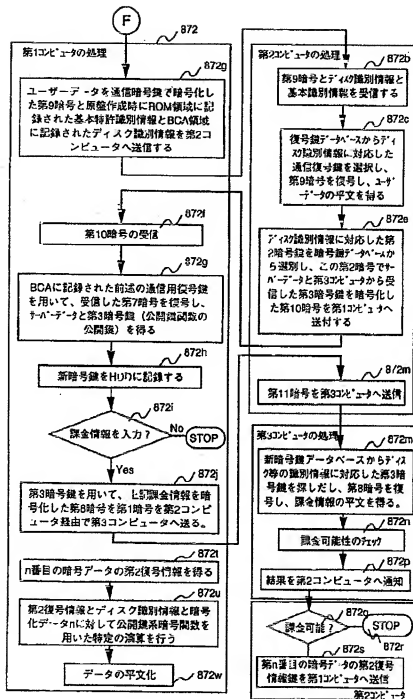 F
872
第1コンピュータの処理
872g
ユーザーデータを通信暗号鍵で暗号化し
た第9暗号と原盤作成時にROM領域に記
録された基本特許識別情報とBCA領域
に記録されたディスク識別情報を第2コ
ンピュータへ送信する
872f
第10暗号の受信
872g
BCAに記録された前述の通信用復号鍵
を用いて、受信した第7暗号を復号し、
サーバーデータと第3暗号鍵（公開鍵関数の
公開鍵）を得る
872h
新暗号鍵をHDDに記録する
872i
課金情報を入力？
No
STOP
Yes
872j
第3暗号鍵を用いて、上記課金情報を暗
号化した第8暗号を第1暗号を第2コン
ピュータ経由で第3コンピュータへ送る。
872t
n番目の暗号データの第2復号情報を得る
872u
第2復号情報とディスク識別情報と暗号
化データnに対して公開鍵系暗号関数を
用いた特定の演算を行う
872w
データの平文化
第2コンピュータの処理
872b
第9暗号とディスク識別情報と
基本識別情報を受信する
872c
復号鍵データベースからディ
スク識別情報に対応した
通信復号鍵を選択し、第
9暗号を復号し、ユーザ
データの平文を得る
872e
ディスク識別情報に対応した第
2暗号鍵を暗号鍵データベース
から選別し、この第2暗号でサー
バーデータと第3コンピュータから受
信した第3暗号鍵を暗号化した
第10暗号を第1コンピュータへ
送付する
872m
第11暗号を第3コンピュータへ送信
第3コンピュータの処理
872m
新暗号鍵データベースからディス
ク等の識別情報に対応した第3暗
号鍵を探しだし、第8暗号を復
号し、課金情報の平文を得る。
872n
課金可能性のチェック
872p
結果を第2コンピュータへ通知
872q
課金可能？
STOP
872r
872s
第n番目の暗号データの第2復号
情報鍵を第1コンピュータへ送信
第2コンピュータ